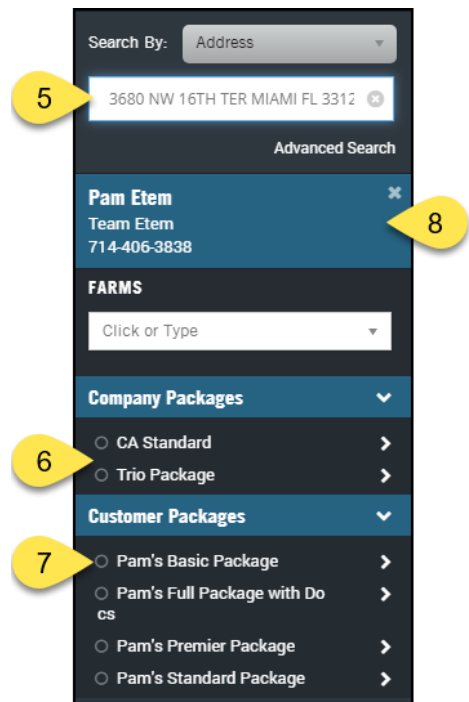 Search By: Address
5
3680 NW 16TH TER MIAMI FL 3312
Advanced Search
Pam Etem
Team Etem
714-406-3838
8
FARMS
Click or Type
Company Packages
CA Standard
6
Trio Package
Customer Packages
7
Pam's Basic Package
Pam's Full Package with Do
cs
Pam's Premier Package
Pam's Standard Package